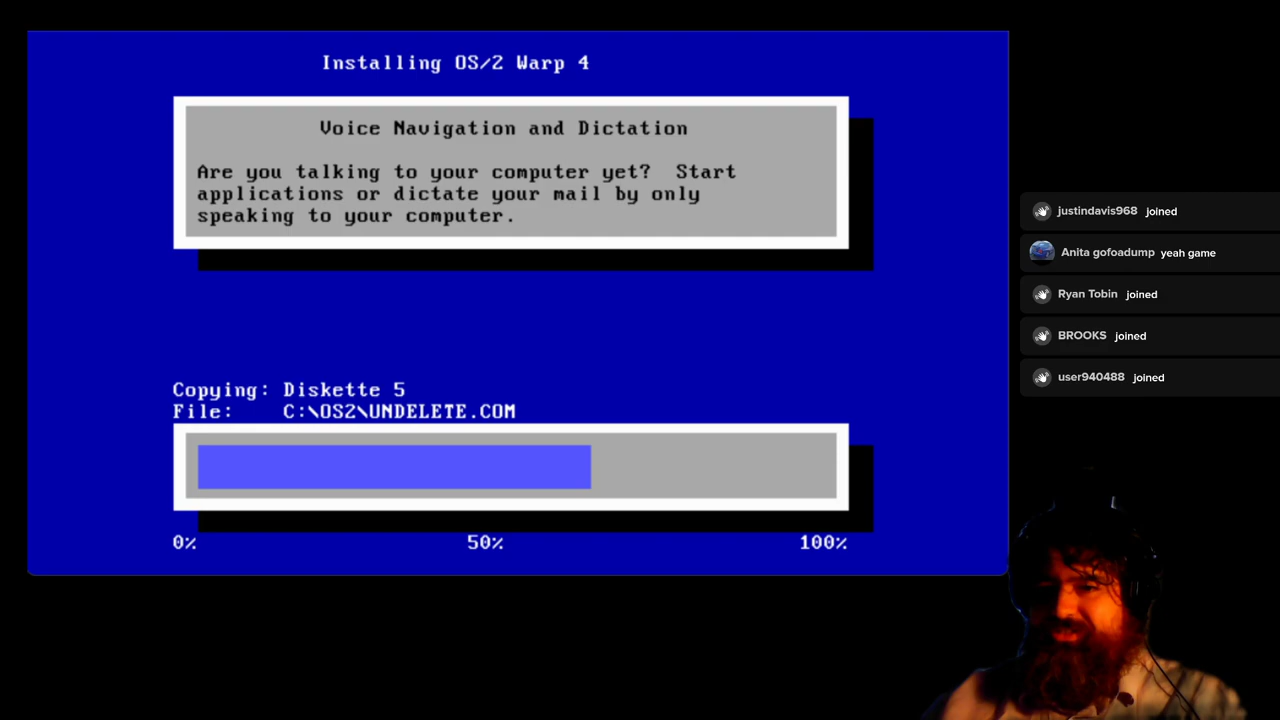 Installing OS/2 Warp 4
Voice Navigation and Dictation
Are you talking to your computer yet?  Start
applications or dictate your mail by only
speaking to your computer.
Copying: Diskette 5
File:    C:\OS2\UNDELETE.COM
0% 50% 100%
justindavis968 joined
Anita gofoadump yeah game
Ryan Tobin joined
BROOKS joined
user940488 joined